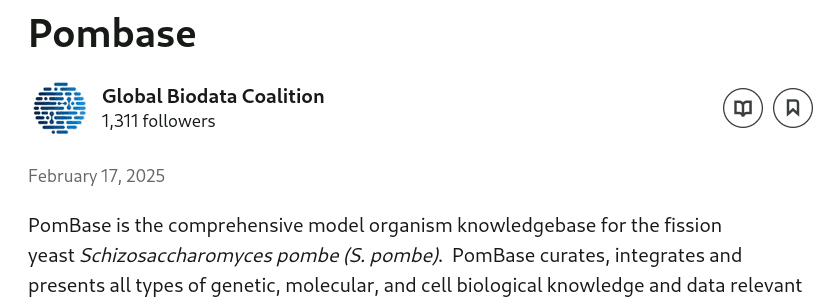 Pombase
Global Biodata Coalition
1,311 followers
February 17, 2025
PomBase is the comprehensive model organism knowledgebase for the fission
yeast Schizosaccharomyces pombe (S. pombe).  PomBase curates, integrates and
presents all types of genetic, molecular, and cell biological knowledge and data relevant